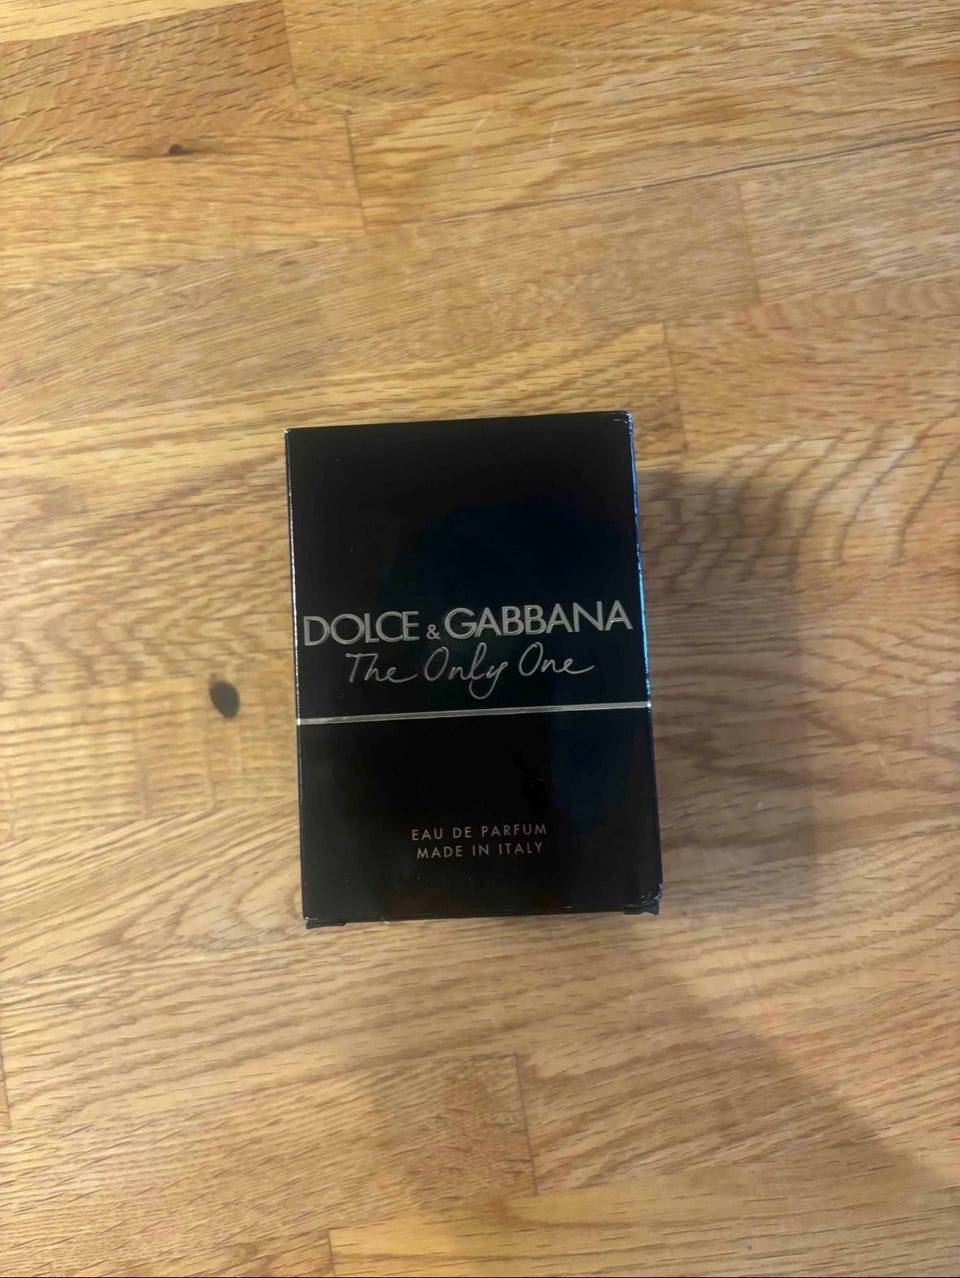 DOLCE & GABBANA
The Only One
EAU DE PARFUM
MADE IN ITALY